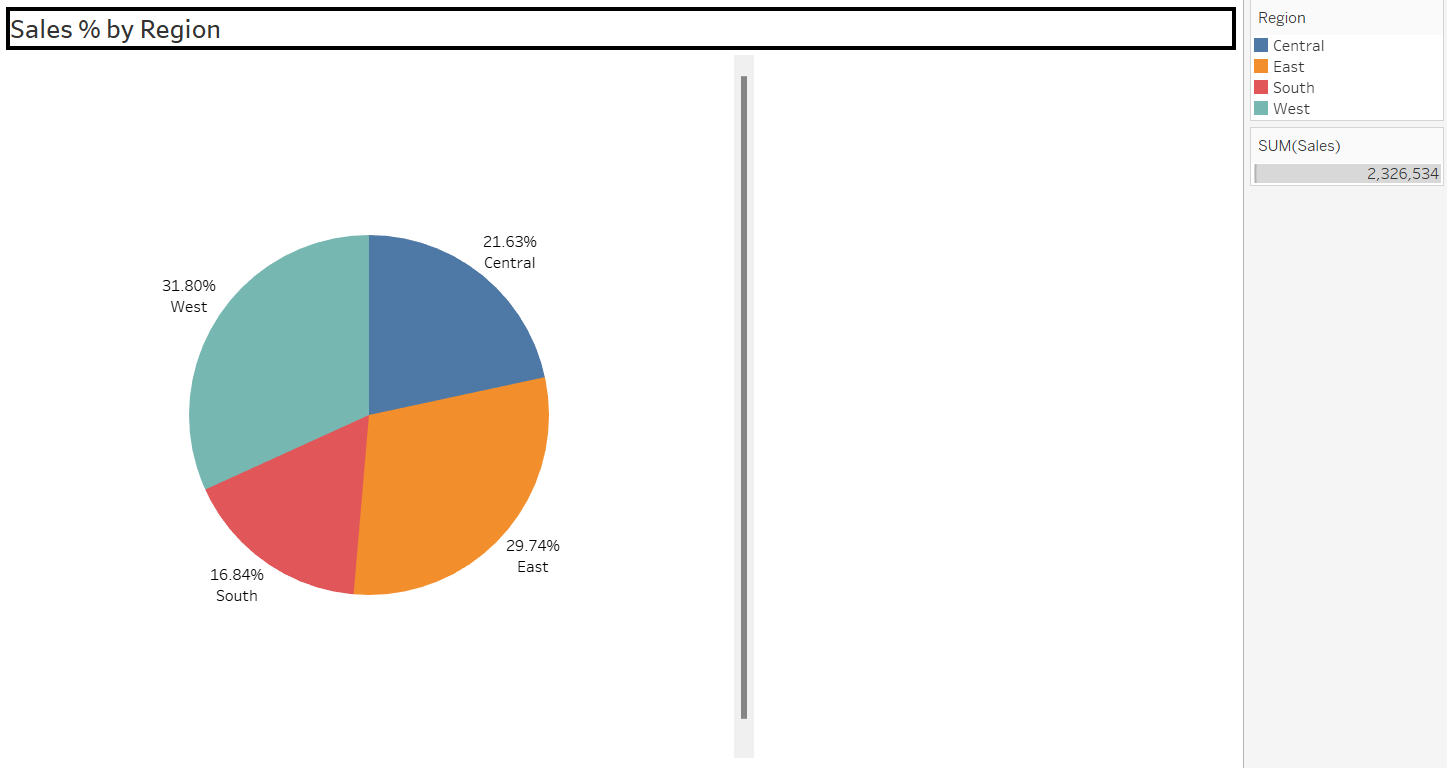 Sales % by Region
21.63%
Central
31.80%
West
29.74%
East
16.84%
South
Region
Central
East
South
West
SUM(Sales)
2,326,534